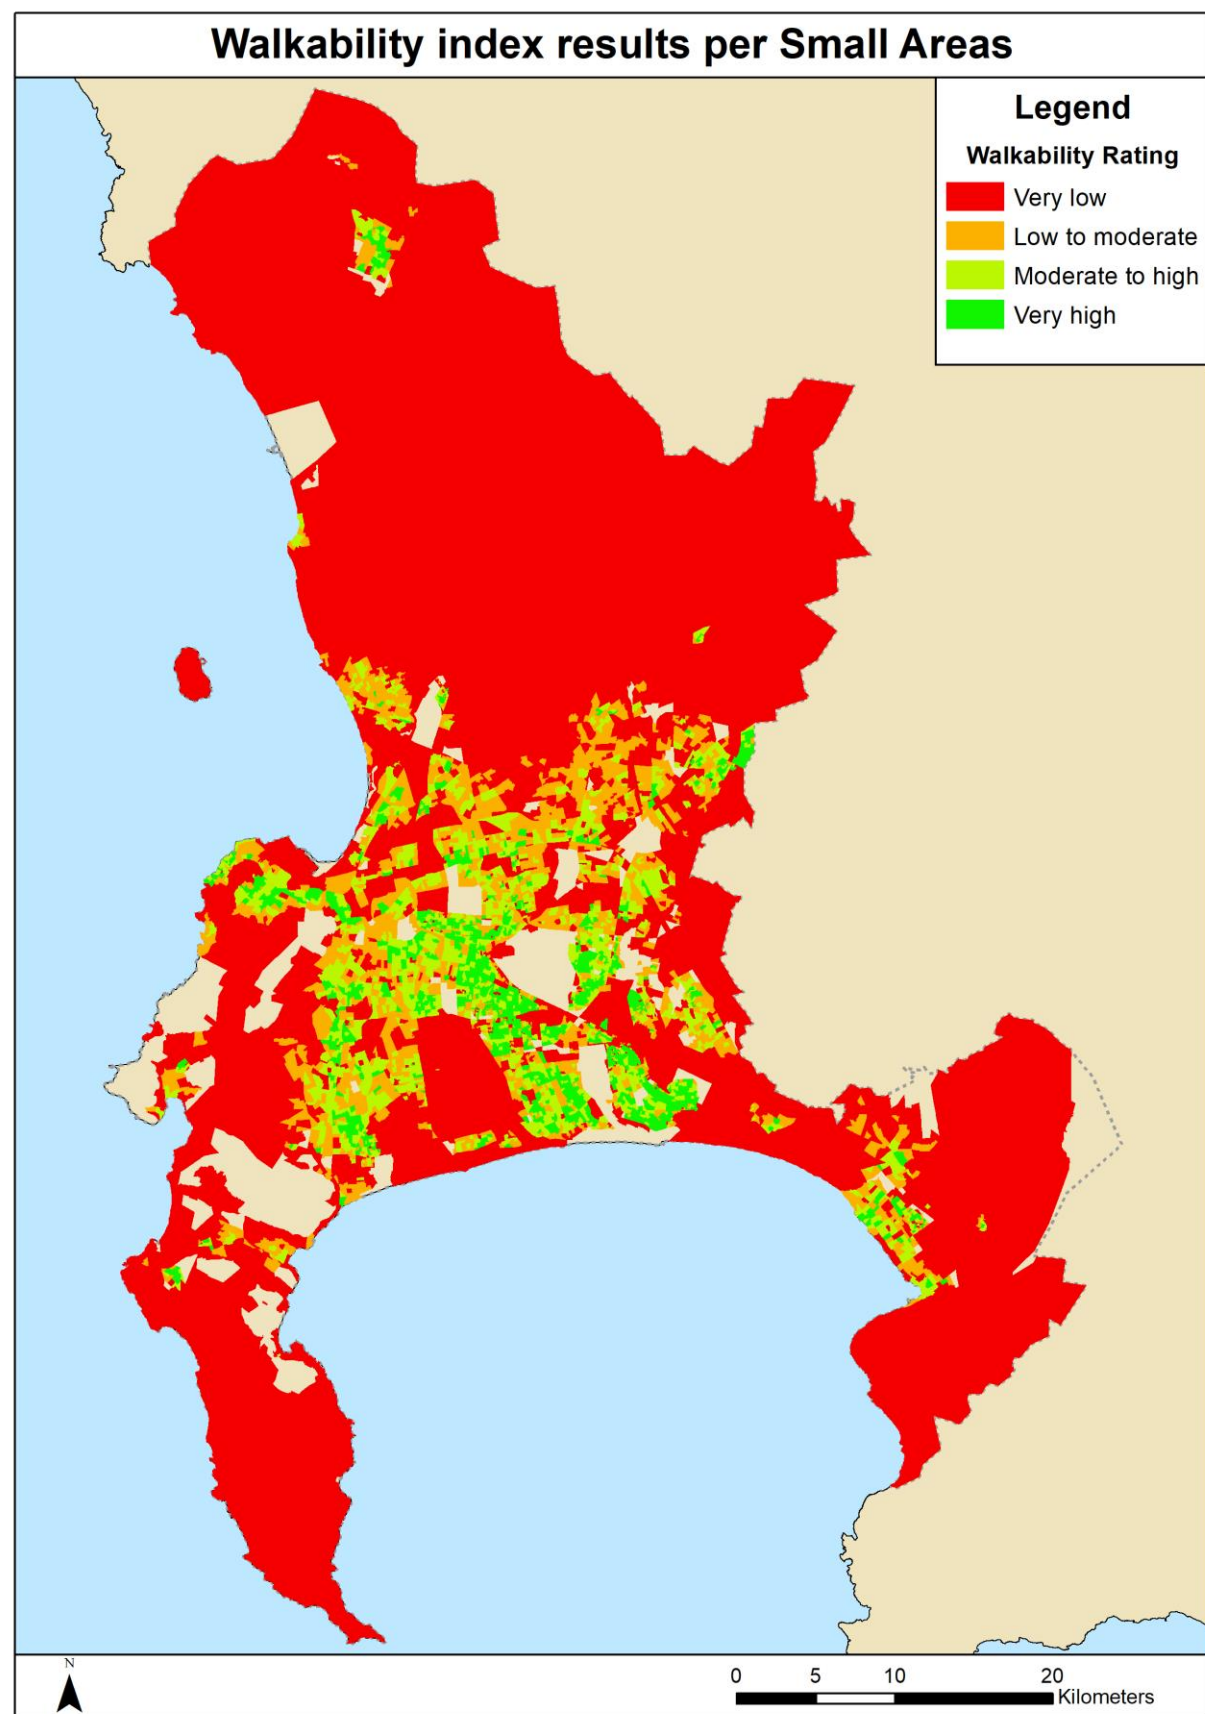 Walkability index results per Small Areas
Legend
Walkability Rating
Very low
Low to moderate
Moderate to high
Very high
N
0 5 10 20
Kilometers